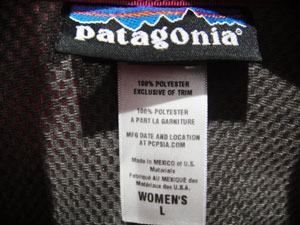 patagonia®
100% POLYESTER
EXCLUSIVE OF TRIM
100% POLYESTER
A PART LA GARNITURE
MFG DATE AND LOCATION
AT PCPSIA.COM
Made in MEXICO of U.S.
Materials
Fabriqué AU MEXIQUE des
Matériaux des U.S.A.
WOMEN'S
L